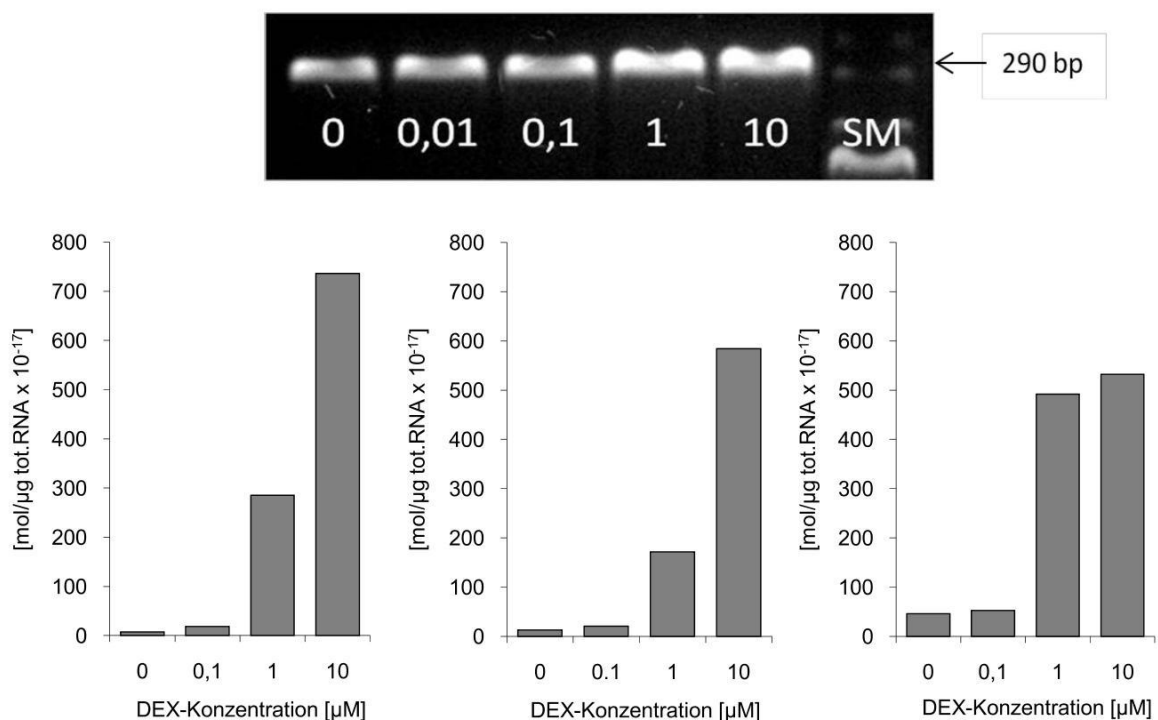 0 0,01 0,1 1 10 SM
290 bp
800
700
600
500
400
300
200
100
0
[mol/µg tot.RNA x 10⁻¹⁷]
0 0,1 1 10
DEX-Konzentration [µM]
800
700
600
500
400
300
200
100
0
[mol/µg tot.RNA x 10⁻¹⁷]
0 0.1 1 10
DEX-Konzentration [µM]
800
700
600
500
400
300
200
100
0
[mol/µg tot.RNA x 10⁻¹⁷]
0 0,1 1 10
DEX-Konzentration [µM]